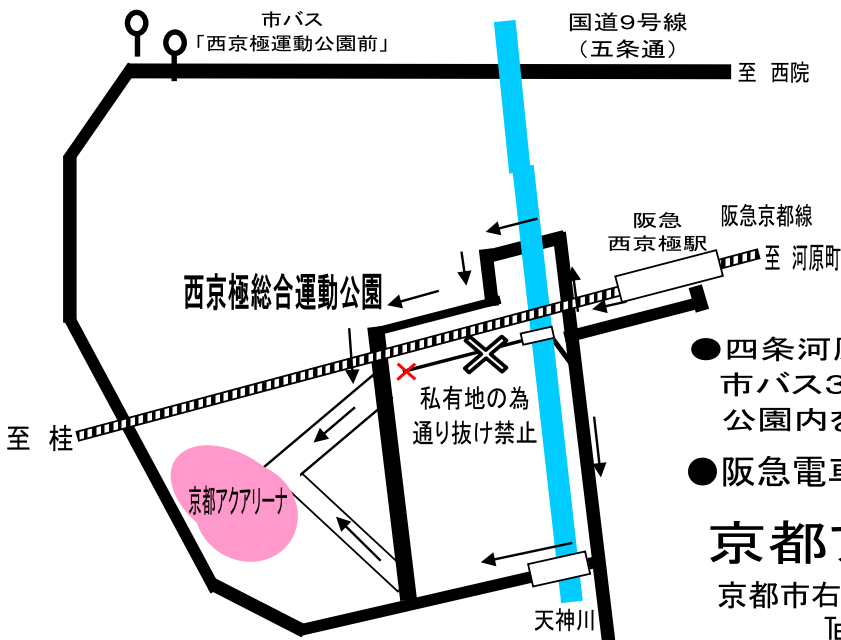 市バス
「西京極運動公園前」
国道9号線
（五条通）
至 西院
阪急
西京極駅
阪急京都線
至 河原町
西京極総合運動公園
私有地の為
通り抜け禁止
至 桂
京都アクアリーナ
天神川
●四条河
市バス3
公園内を
●阪急電車
京都
京都市右